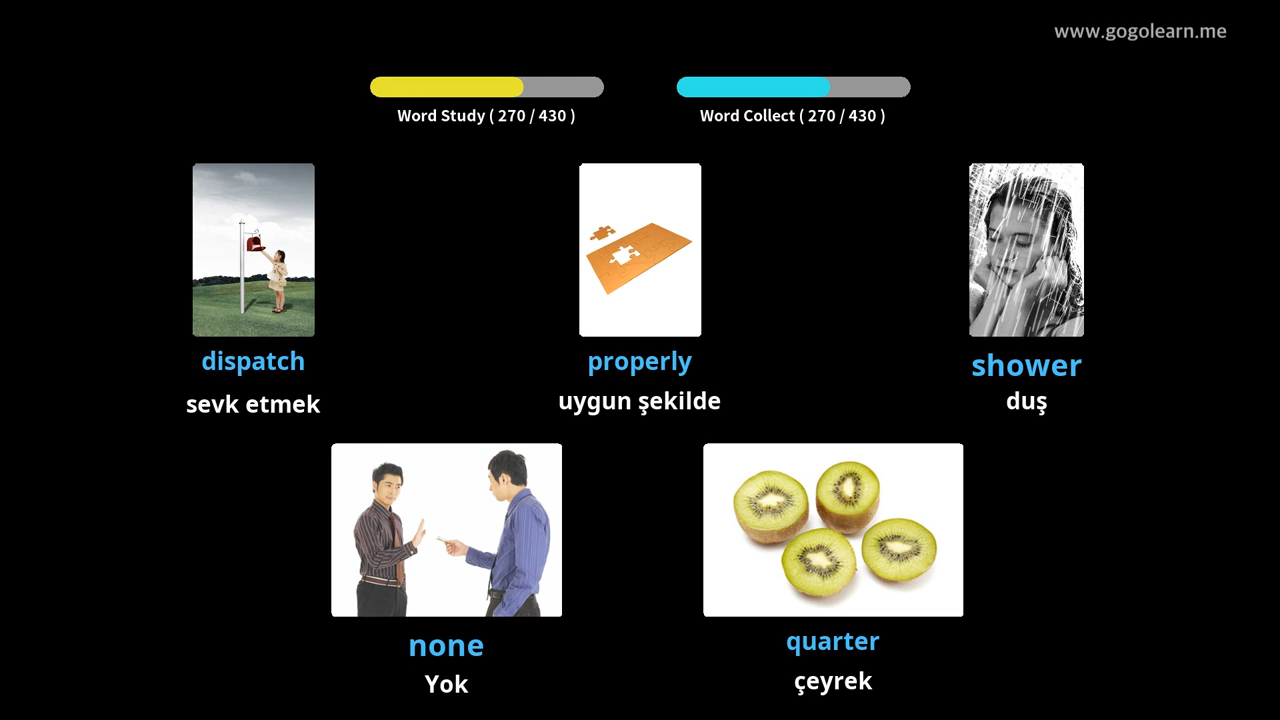 www.gogolearn.me
Word Study ( 270 / 430 )
Word Collect ( 270 / 430 )
dispatch
sevk etmek
properly
uygun şekilde
shower
duş
none
Yok
quarter
çeyrek